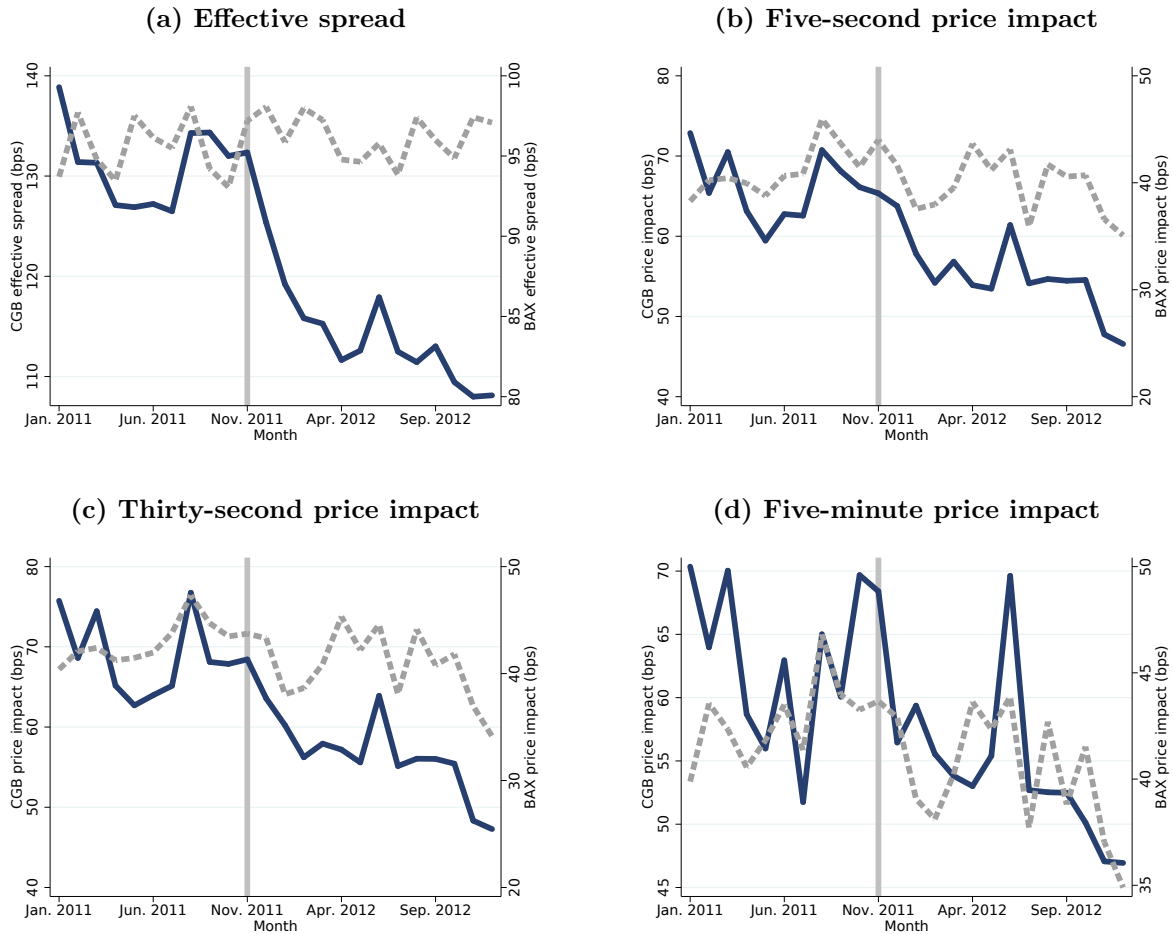 (a) Effective spread
CGB effective spread (bps)
140
130
120
110
100
95
90
85
80
BAX effective spread (bps)
Jan. 2011 Jun. 2011 Nov. 2011 Apr. 2012 Sep. 2012
Month
(b) Five-second price impact
CGB price impact (bps)
80
70
60
50
40
50
40
30
20
BAX price impact (bps)
Jan. 2011 Jun. 2011 Nov. 2011 Apr. 2012 Sep. 2012
Month
(c) Thirty-second price impact
CGB price impact (bps)
80
70
60
50
40
50
40
30
20
BAX price impact (bps)
Jan. 2011 Jun. 2011 Nov. 2011 Apr. 2012 Sep. 2012
Month
(d) Five-minute price impact
CGB price impact (bps)
70
65
60
55
50
45
50
45
40
35
BAX price impact (bps)
Jan. 2011 Jun. 2011 Nov. 2011 Apr. 2012 Sep. 2012
Month